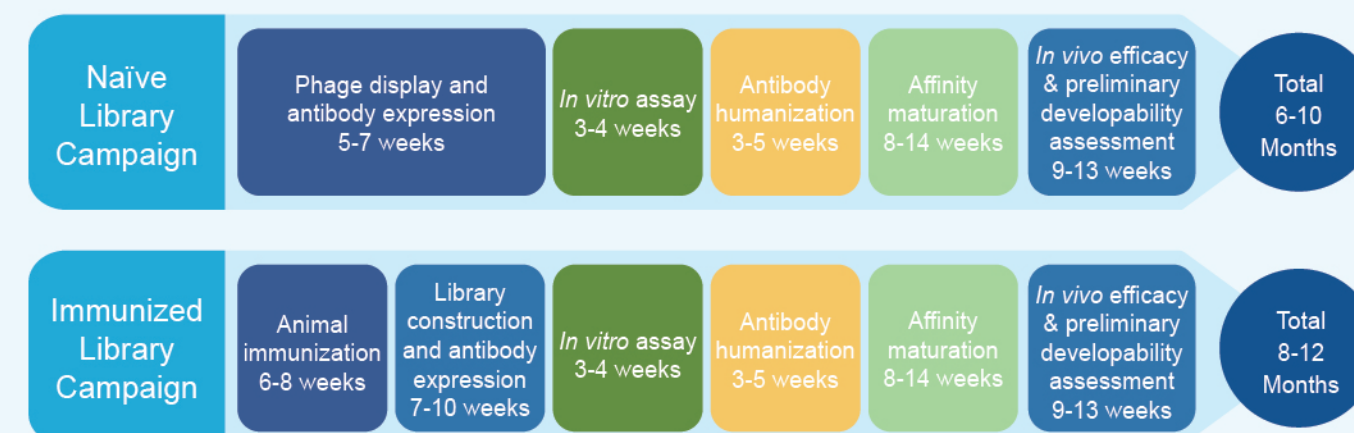 Naïve
Library
Campaign
Phage display and
antibody expression
5-7 weeks
In vitro assay
3-4 weeks
Antibody
humanization
3-5 weeks
Affinity
maturation
8-14 weeks
In vivo efficacy
& preliminary
developability
assessment
9-13 weeks
Total
6-10
Months
Immunized
Library
Campaign
Animal
immunization
6-8 weeks
Library
construction
and antibody
expression
7-10 weeks
In vitro assay
3-4 weeks
Antibody
humanization
3-5 weeks
Affinity
maturation
8-14 weeks
In vivo efficacy
& preliminary
developability
assessment
9-13 weeks
Total
8-12
Months